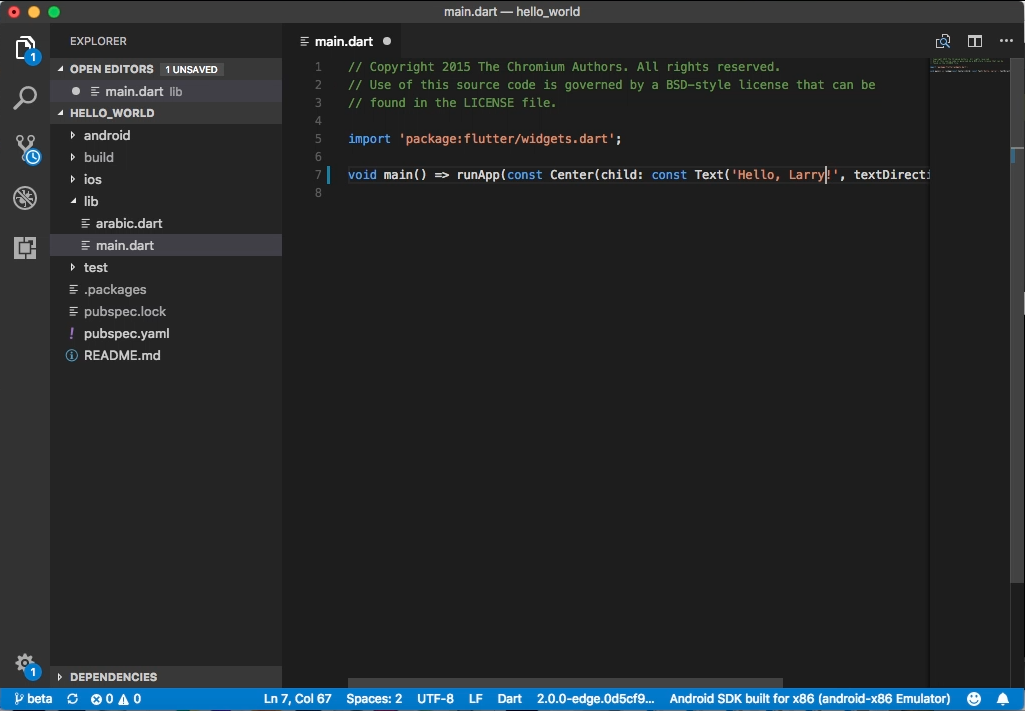 main.dart — hello_world
1
1
EXPLORER
OPEN EDITORS 1 UNSAVED
main.dart lib
HELLO_WORLD
android
build
ios
lib
arabic.dart
main.dart
test
.packages
pubspec.lock
! pubspec.yaml
README.md
DEPENDENCIES
main.dart
1 // Copyright 2015 The Chromium Authors. All rights reserved.
2 // Use of this source code is governed by a BSD-style license that can be
3 // found in the LICENSE file.
4
5 import 'package:flutter/widgets.dart';
6
7 void main() => runApp(const Center(child: const Text('Hello, Larry!', textDirecti
8
beta 0 0 Ln 7, Col 67 Spaces: 2 UTF-8 LF Dart 2.0.0-edge.0d5cf9... Android SDK built for x86 (android-x86 Emulator)